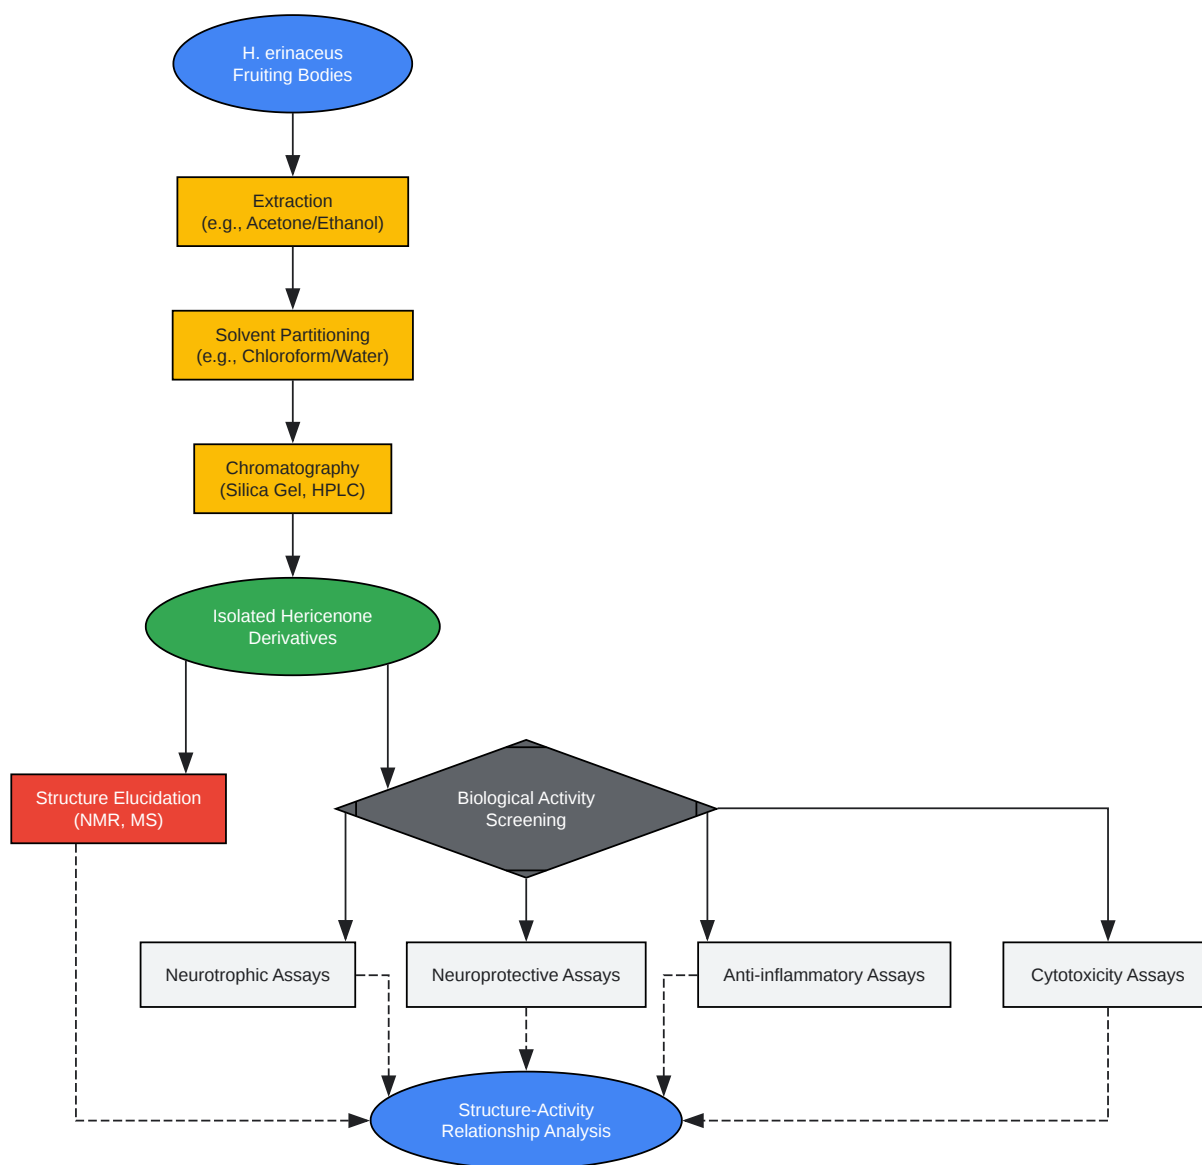 H. erinaceus
Fruiting Bodies
Extraction
(e.g., Acetone/Ethanol)
Solvent Partitioning
(e.g., Chloroform/Water)
Chromatography
(Silica Gel, HPLC)
Isolated Hericenone
Derivatives
Structure Elucidation
(NMR, MS)
Biological Activity
Screening
Neurotrophic Assays
Neuroprotective Assays
Anti-inflammatory Assays
Cytotoxicity Assays
Structure-Activity
Relationship Analysis